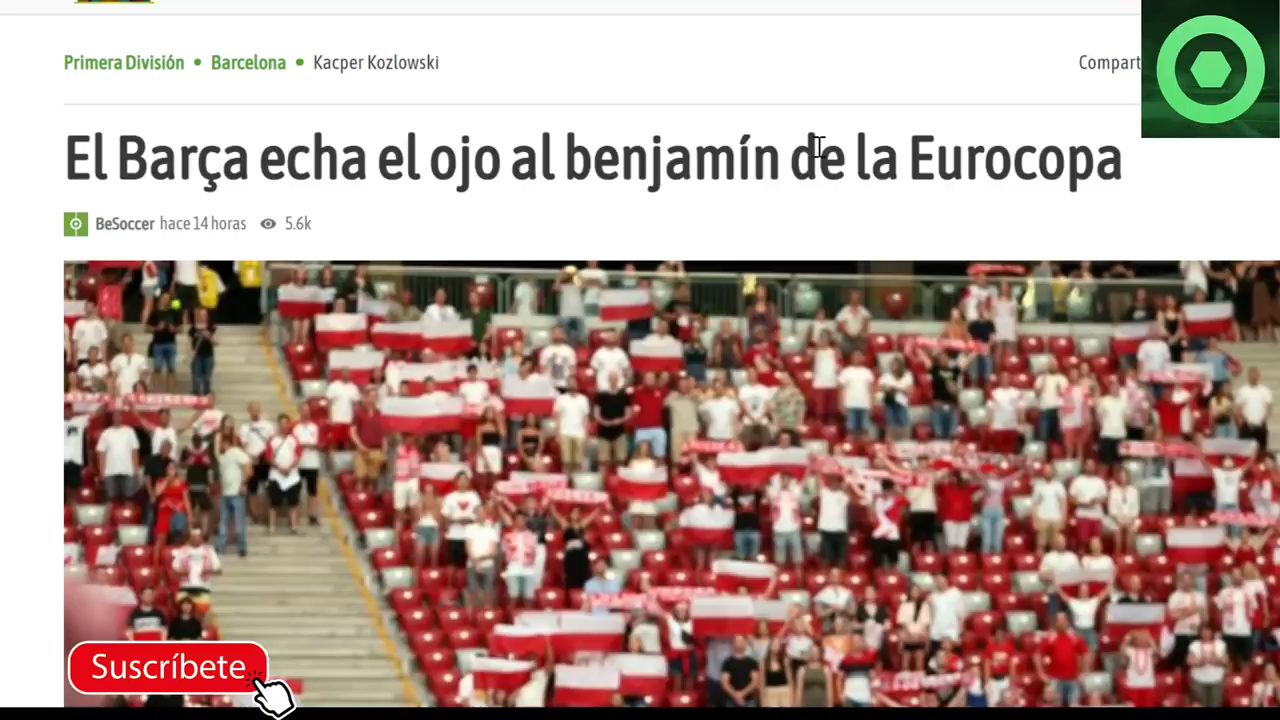 Primera División • Barcelona • Kacper Kozlowski
Compart
El Barça echa el ojo al benjamín de la Eurocopa
BeSoccer hace 14 horas 5.6k
Suscríbete